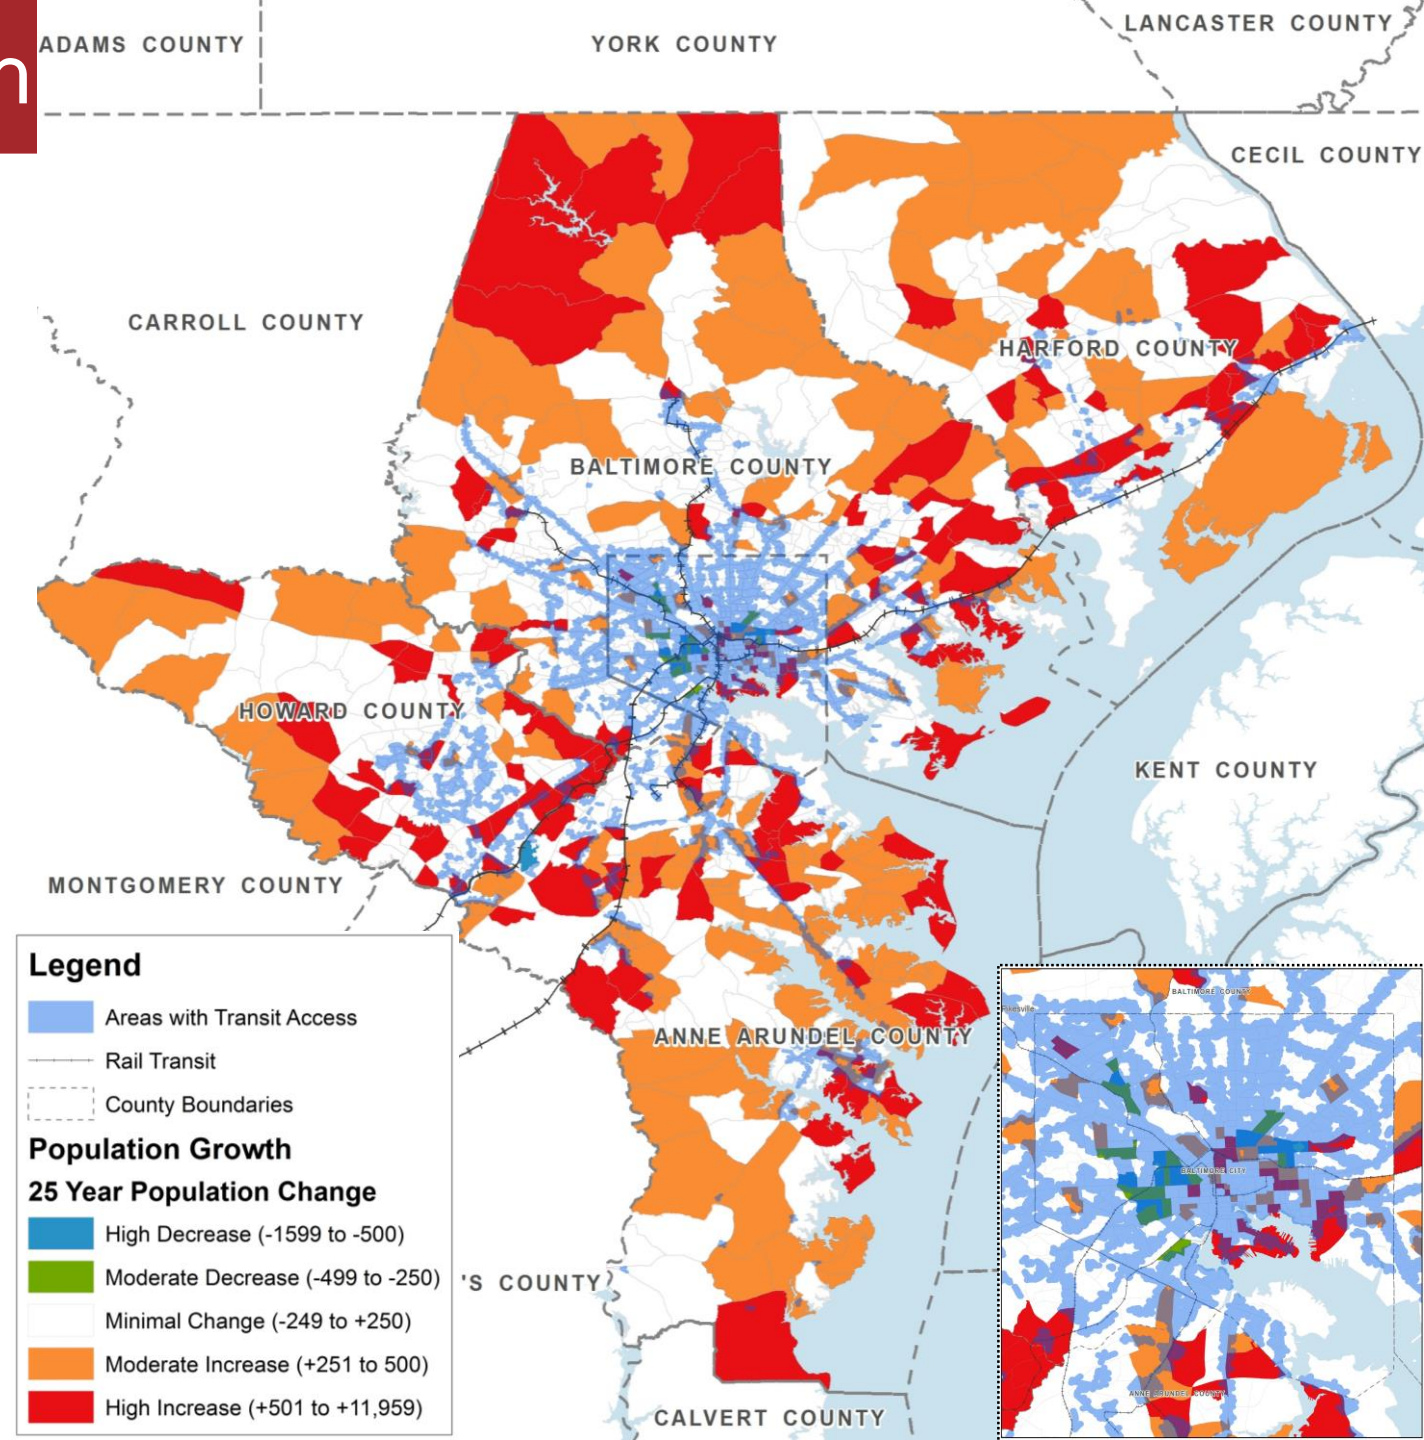 n
ADAMS COUNTY
YORK COUNTY
LANCASTER COUNTY
CECIL COUNTY
CARROLL COUNTY
HARFORD COUNTY
BALTIMORE COUNTY
HOWARD COUNTY
KENT COUNTY
MONTGOMERY COUNTY
ANNE ARUNDEL COUNTY
'S COUNTY
CALVERT COUNTY
Legend
Areas with Transit Access
Rail Transit
County Boundaries
Population Growth
25 Year Population Change
High Decrease (-1599 to -500)
Moderate Decrease (-499 to -250)
Minimal Change (-249 to +250)
Moderate Increase (+251 to 500)
High Increase (+501 to +11,959)
BALTIMORE COUNTY
BALTIMORE CITY
ANNE ARUNDEL COUNTY